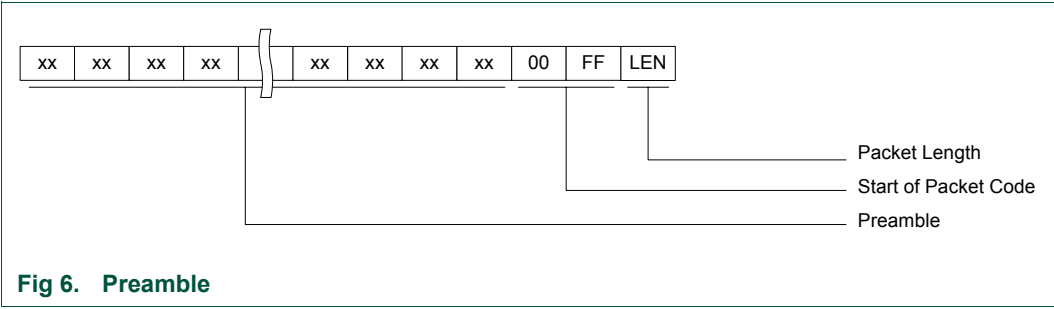 xx xx xx xx xx xx xx xx 00 FF LEN
Packet Length
Start of Packet Code
Preamble
Fig 6. Preamble